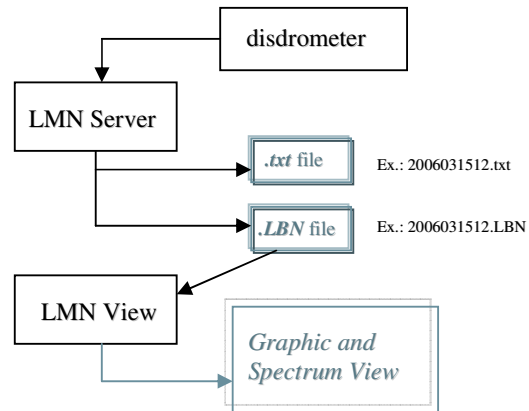 disdrometer
LMN Server
.txt file
Ex.: 2006031512.txt
.LBN file
Ex.: 2006031512.LBN
LMN View
Graphic and
Spectrum View